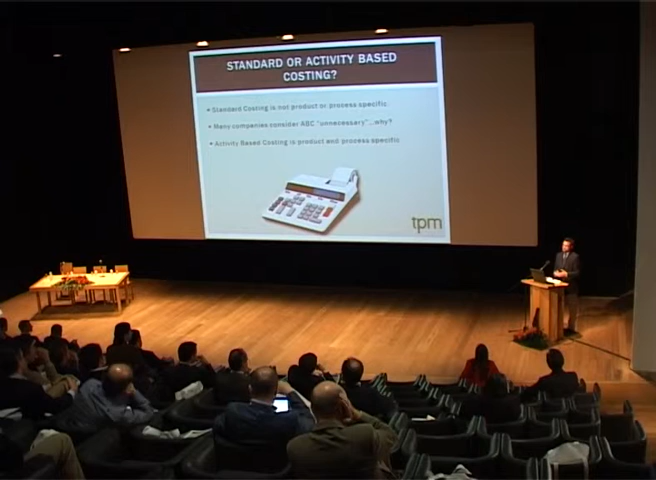 STANDARD OR ACTIVITY BASED
COSTING?
• Standard Costing is not product or process specific
• Many companies consider ABC "unnecessary"...why?
• Activity Based Costing is product and process specific
tpm